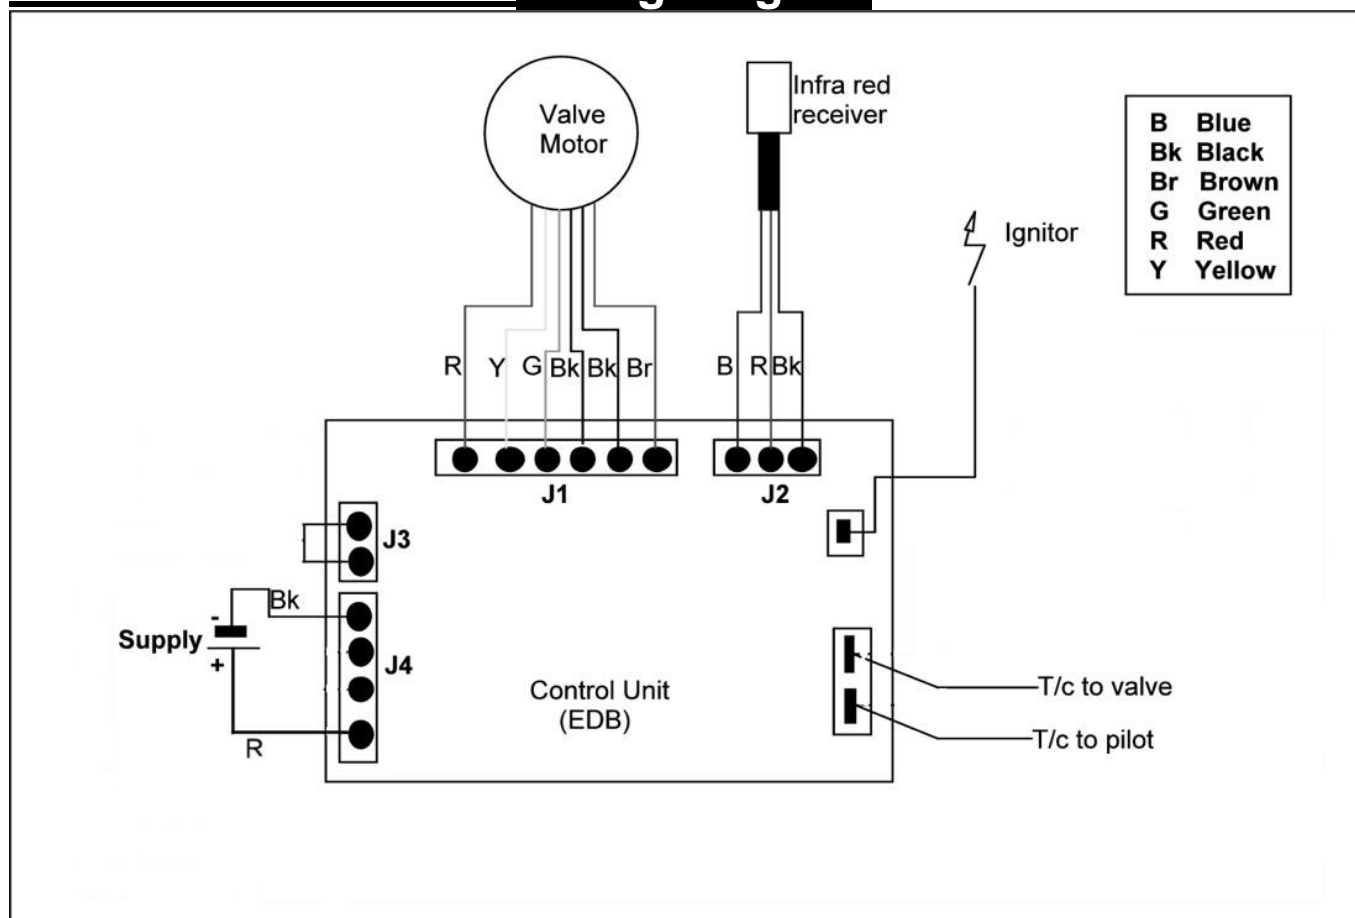 Valve
Motor
Infra red
receiver
B Blue
Bk Black
Br Brown
G Green
R Red
Y Yellow
Ignitor
R Y G Bk Bk Br
B R Bk
J1
J2
J3
Bk
-
Supply
+
J4
R
Control Unit
(EDB)
T/c to valve
T/c to pilot